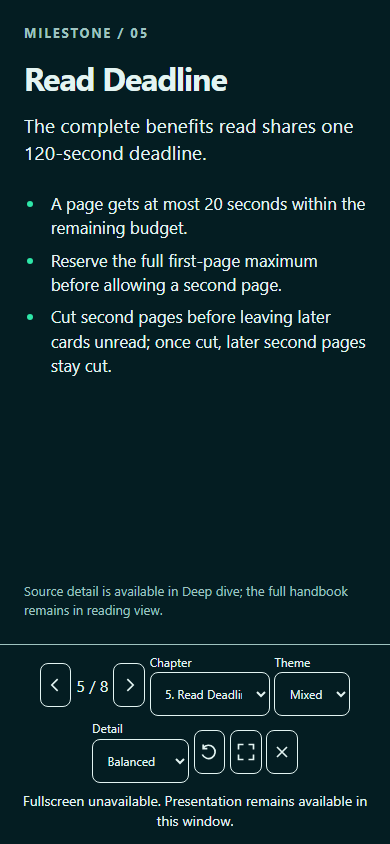 MILESTONE / 05
Read Deadline
The complete benefits read shares one
120-second deadline.
• A page gets at most 20 seconds within the
remaining budget.
• Reserve the full first-page maximum
before allowing a second page.
• Cut second pages before leaving later
cards unread; once cut, later second pages
stay cut.
Source detail is available in Deep dive; the full handbook
remains in reading view.
Chapter
Theme
5 / 8
5. Read Deadli
Mixed
Detail
Balanced
Fullscreen unavailable. Presentation remains available in
this window.